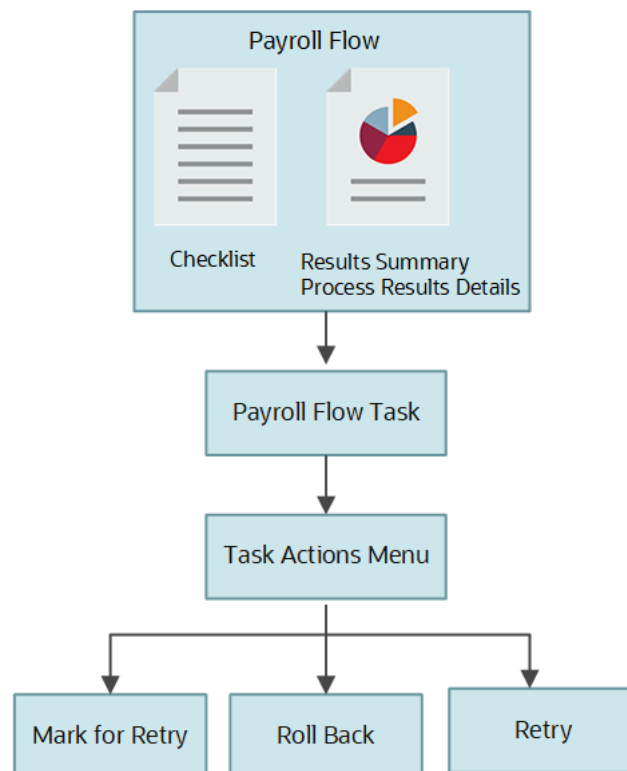 Payroll Flow
Checklist
Results Summary
Process Results Details
Payroll Flow Task
Task Actions Menu
Mark for Retry
Roll Back
Retry